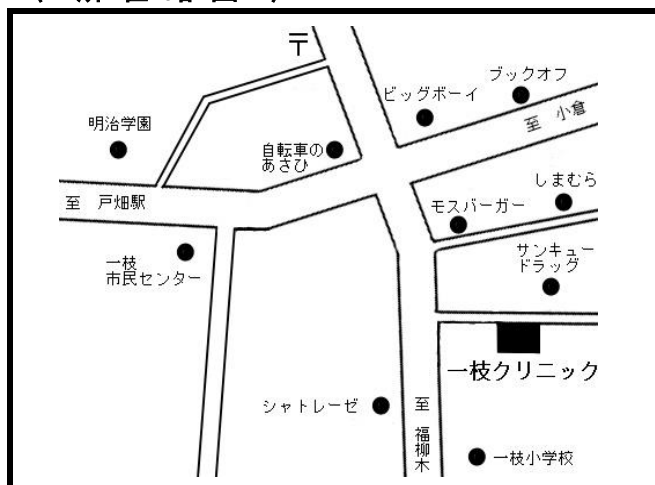 〒
ブックオフ
ビッグボーイ
至 小倉
明治学園
自転車の
あさひ
しまむら
至 戸畑駅
モスバーガー
サンキュー
ドラッグ
一枝
市民センター
一枝クリニック
シャトレーゼ
至 福柳木
一枝小学校